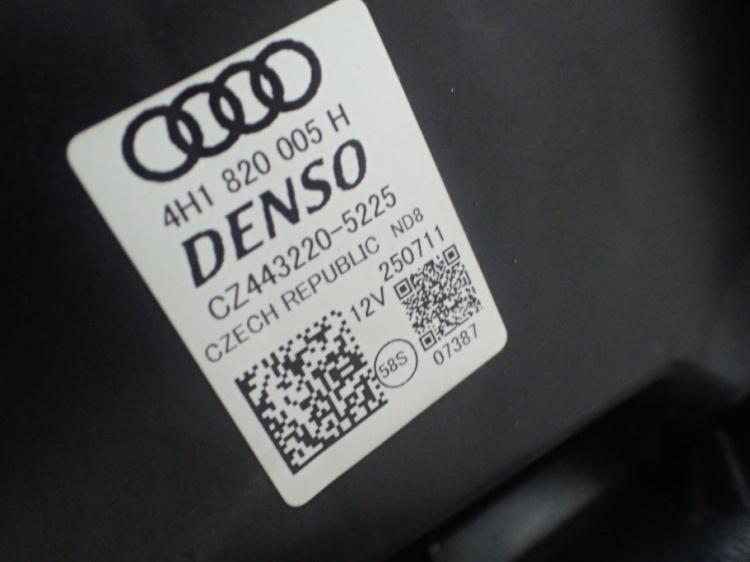 4H1 820 005 H
DENSO
CZ443220-5225
CZECH REPUBLIC ND8
12V 250711
58S 07387